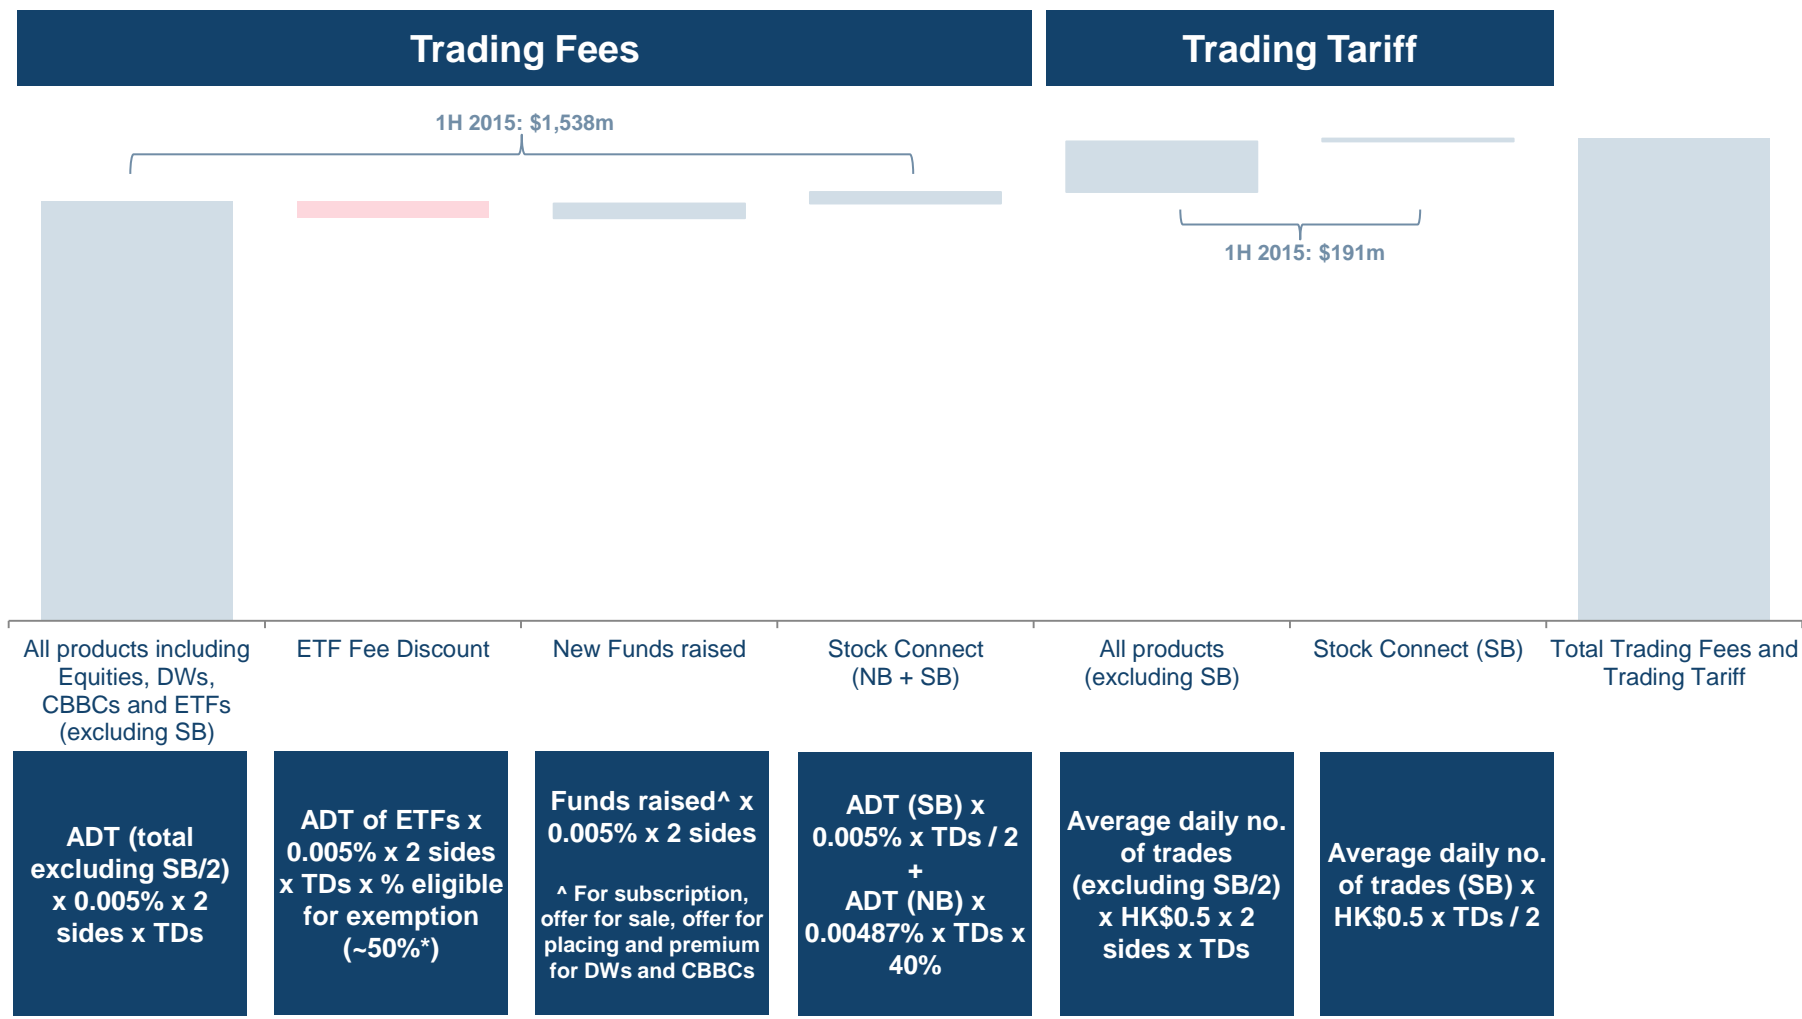 Trading Fees
Trading Tariff
1H 2015: $1,538m
1H 2015: $191m
All products including
Equities, DWs,
CBBCs and ETFs
(excluding SB)
ETF Fee Discount
New Funds raised
Stock Connect
(NB + SB)
All products
(excluding SB)
Stock Connect (SB)
Total Trading Fees and
Trading Tariff
ADT (total
excluding SB/2)
x 0.005% x 2
sides x TDs
ADT of ETFs x
0.005% x 2 sides
x TDs x % eligible
for exemption
(~50%*)
Funds raised^ x
0.005% x 2 sides
^ For subscription,
offer for sale, offer for
placing and premium
for DWs and CBBCs
ADT (SB) x
0.005% x TDs / 2
+
ADT (NB) x
0.00487% x TDs x
40%
Average daily no.
of trades
(excluding SB/2)
x HK$0.5 x 2
sides x TDs
Average daily no.
of trades (SB) x
HK$0.5 x TDs / 2